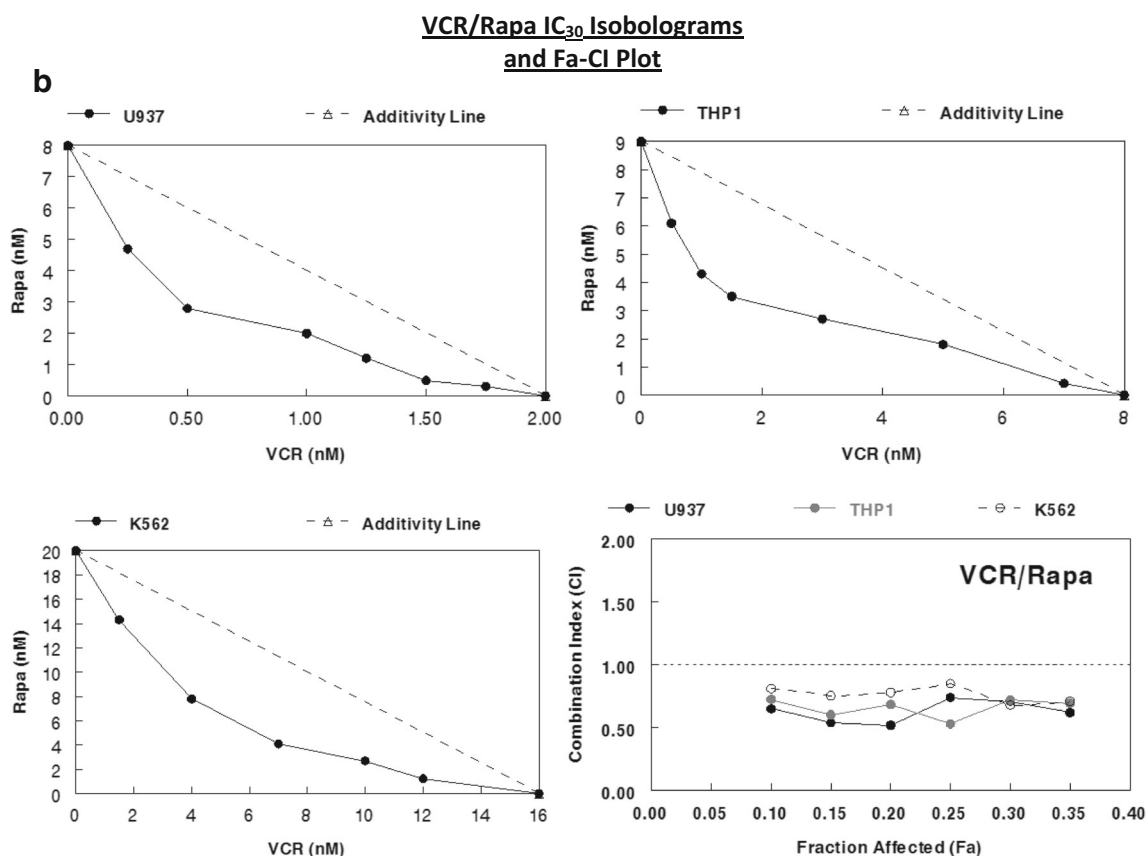 VCR/Rapa IC30 Isobolograms
and Fa-CI Plot
b
U937 Additivity Line
8
7
6
5
4
3
2
1
0
Rapa (nM)
0.00 0.50 1.00 1.50 2.00
VCR (nM)
THP1 Additivity Line
9
8
7
6
5
4
3
2
1
0
Rapa (nM)
0 2 4 6 8
VCR (nM)
K562 Additivity Line
20
18
16
14
12
10
8
6
4
2
0
Rapa (nM)
0 2 4 6 8 10 12 14 16
VCR (nM)
U937 THP1 K562
2.00
1.50
1.00
0.50
0.00
Combination Index (CI)
VCR/Rapa
0.00 0.05 0.10 0.15 0.20 0.25 0.30 0.35 0.40
Fraction Affected (Fa)